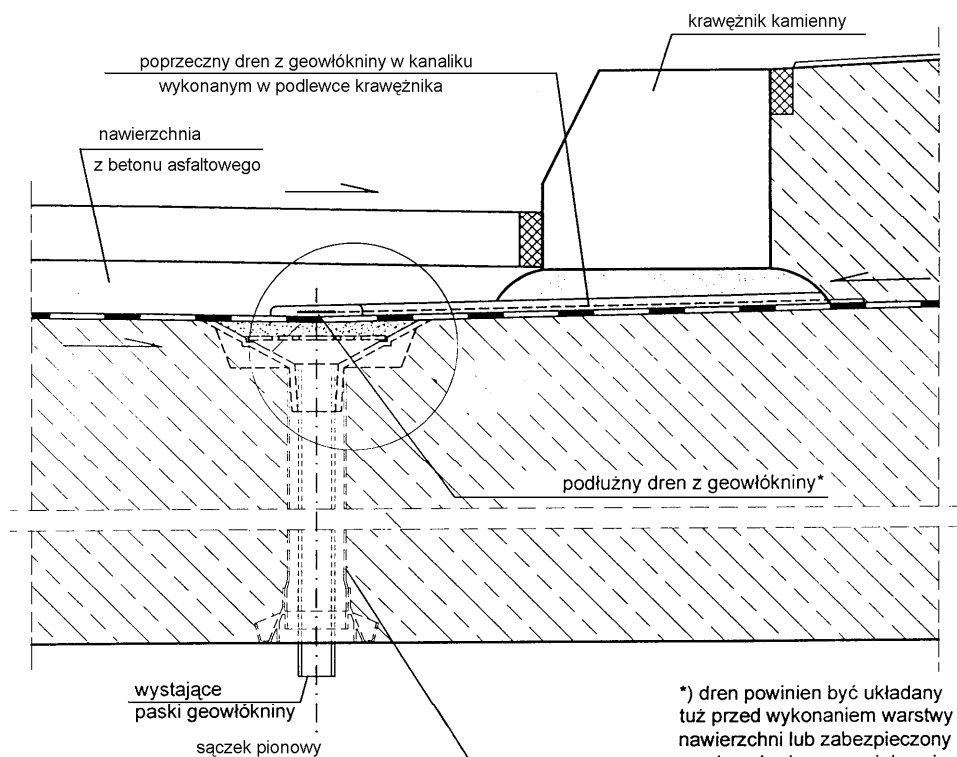 krawężnik kamienny
poprzeczny dren z geowłókniny w kanaliku
wykonanym w podlewce krawężnika
nawierzchnia
z betonu asfaltowego
podłużny dren z geowłókniny*
wystające
paski geowłókniny
sączek pionowy
*) dren powinien być układany
tuż przed wykonaniem warstwy
nawierzchni lub zabezpieczony